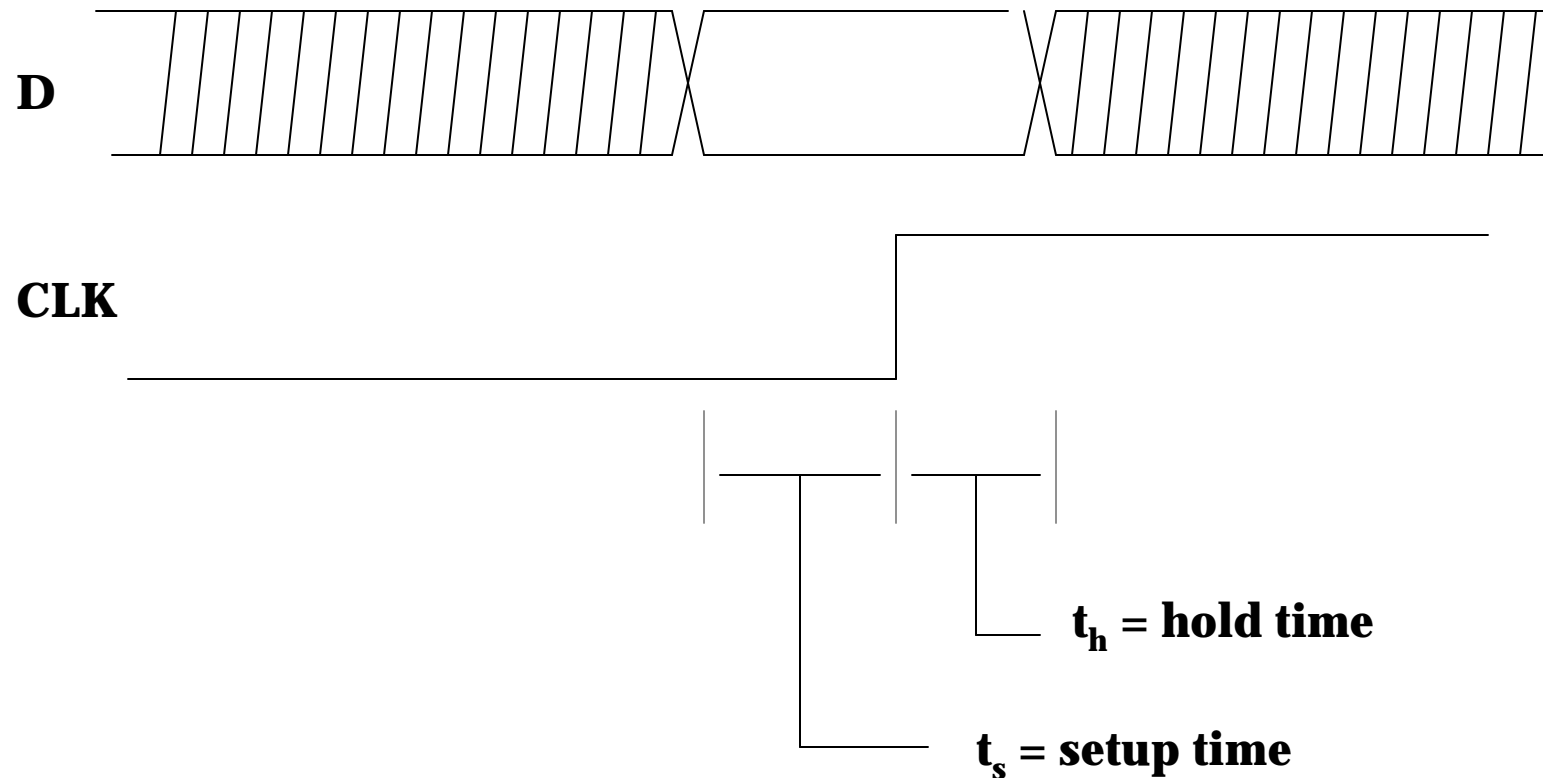 D
CLK
th = hold time
ts = setup time